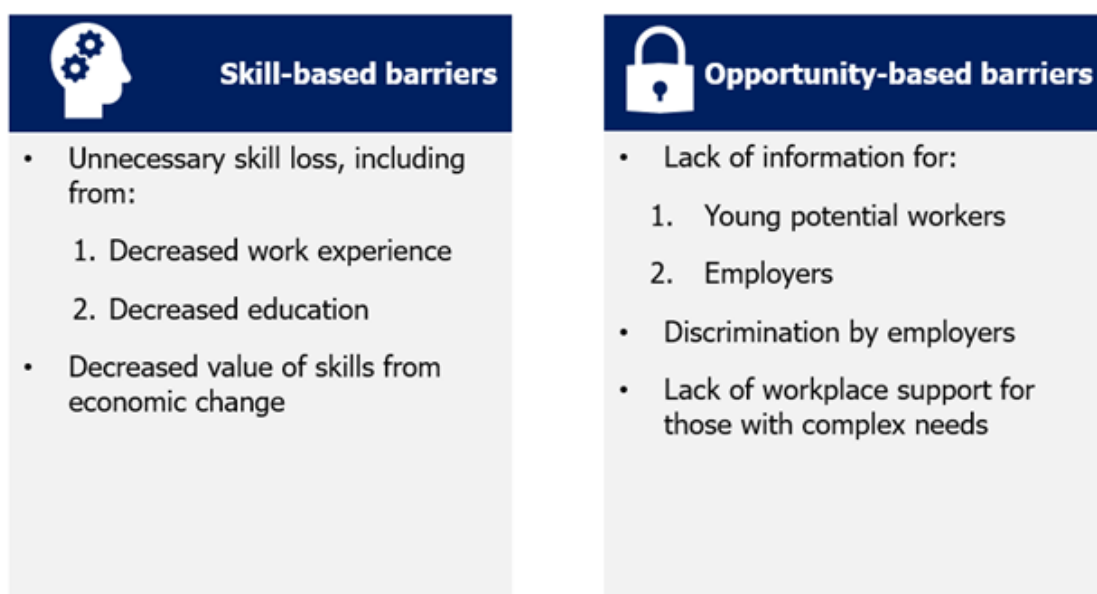 Skill-based barriers
• Unnecessary skill loss, including
from:
1. Decreased work experience
2. Decreased education
• Decreased value of skills from
economic change
Opportunity-based barriers
• Lack of information for:
1. Young potential workers
2. Employers
• Discrimination by employers
• Lack of workplace support for
those with complex needs